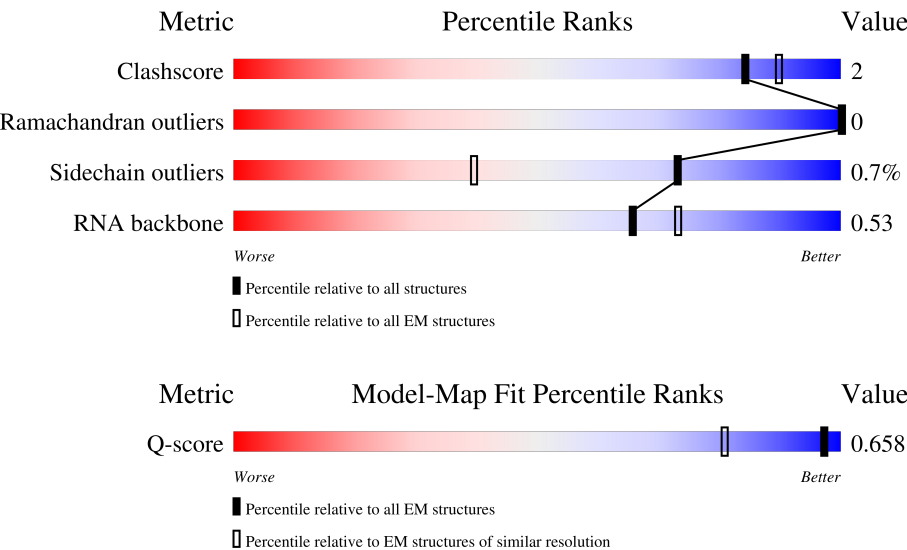 Metric Percentile Ranks Value
Clashscore 2
Ramachandran outliers 0
Sidechain outliers 0.7%
RNA backbone 0.53
Worse Better
Percentile relative to all structures
Percentile relative to all EM structures
Metric Model-Map Fit Percentile Ranks Value
Q-score 0.658
Worse Better
Percentile relative to all EM structures
Percentile relative to EM structures of similar resolution